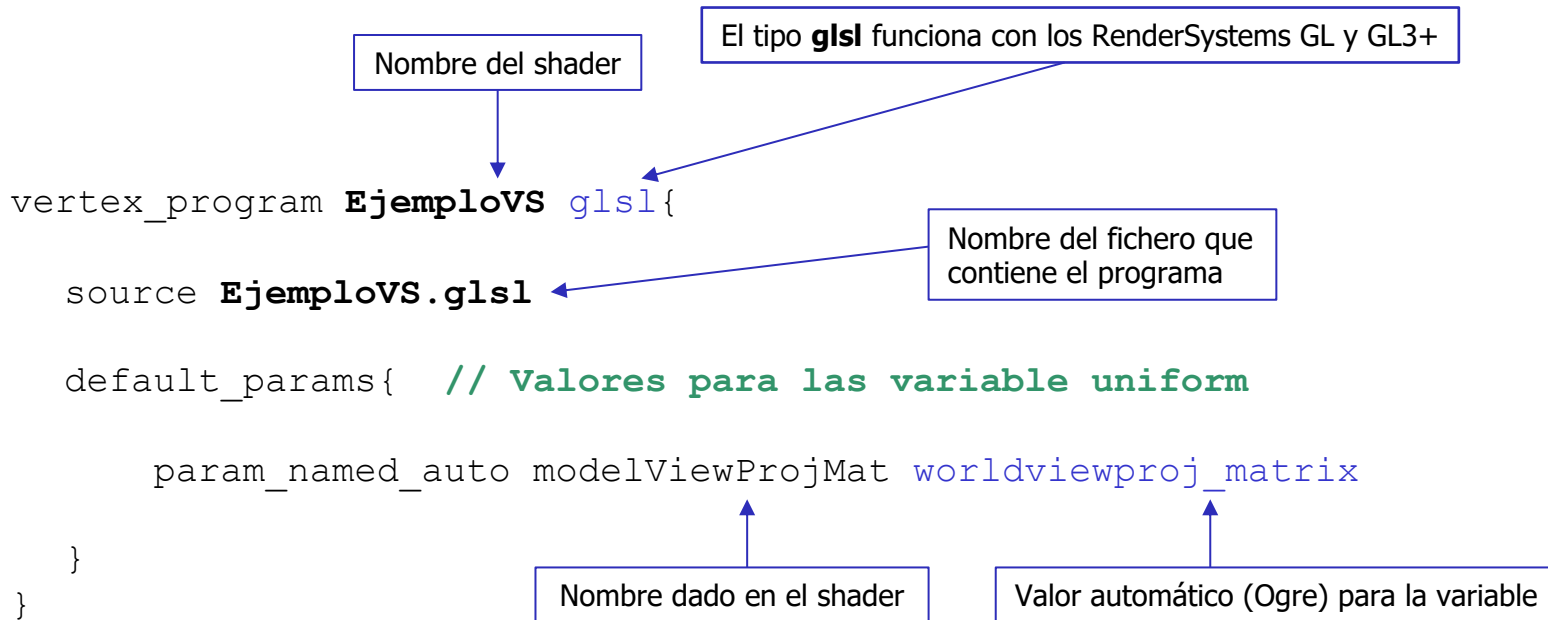 El tipo glsl funciona con los RenderSystems GL y GL3+
Nombre del shader
vertex_program EjemploVS glsl{
Nombre del fichero que
contiene el programa
source EjemploVS.glsl
default_params{ // Valores para las variable uniform
param_named_auto modelViewProjMat worldviewproj_matrix
}
Nombre dado en el shader
Valor automático (Ogre) para la variable
}